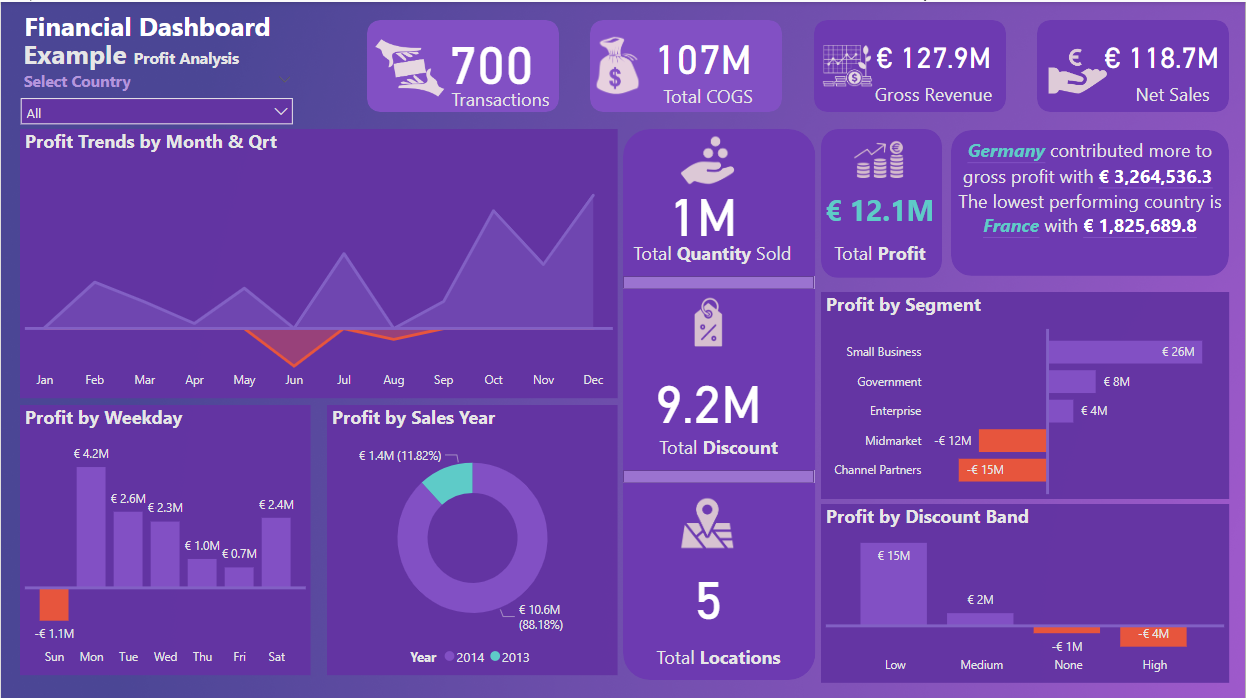 Financial Dashboard
Example Profit Analysis
Select Country
All
700
Transactions
$
107M
Total COGS
$
€ 127.9M
Gross Revenue
€
€ 118.7M
Net Sales
Profit Trends by Month & Qrt
Jan Feb Mar Apr May Jun Jul Aug Sep Oct Nov Dec
1M
Total Quantity Sold
%
9.2M
Total Discount
5
Total Locations
€
€ 12.1M
Total Profit
Germany contributed more to
gross profit with € 3,264,536.3
The lowest performing country is
France with € 1,825,689.8
Profit by Segment
Small Business € 26M
Government € 8M
Enterprise € 4M
Midmarket -€ 12M
Channel Partners -€ 15M
Profit by Weekday
€ 4.2M
€ 2.6M
€ 2.3M
€ 1.0M
€ 0.7M
€ 2.4M
-€ 1.1M
Sun Mon Tue Wed Thu Fri Sat
Profit by Sales Year
€ 1.4M (11.82%)
€ 10.6M
(88.18%)
Year 2014 2013
Profit by Discount Band
€ 15M
€ 2M
-€ 1M
-€ 4M
Low Medium None High